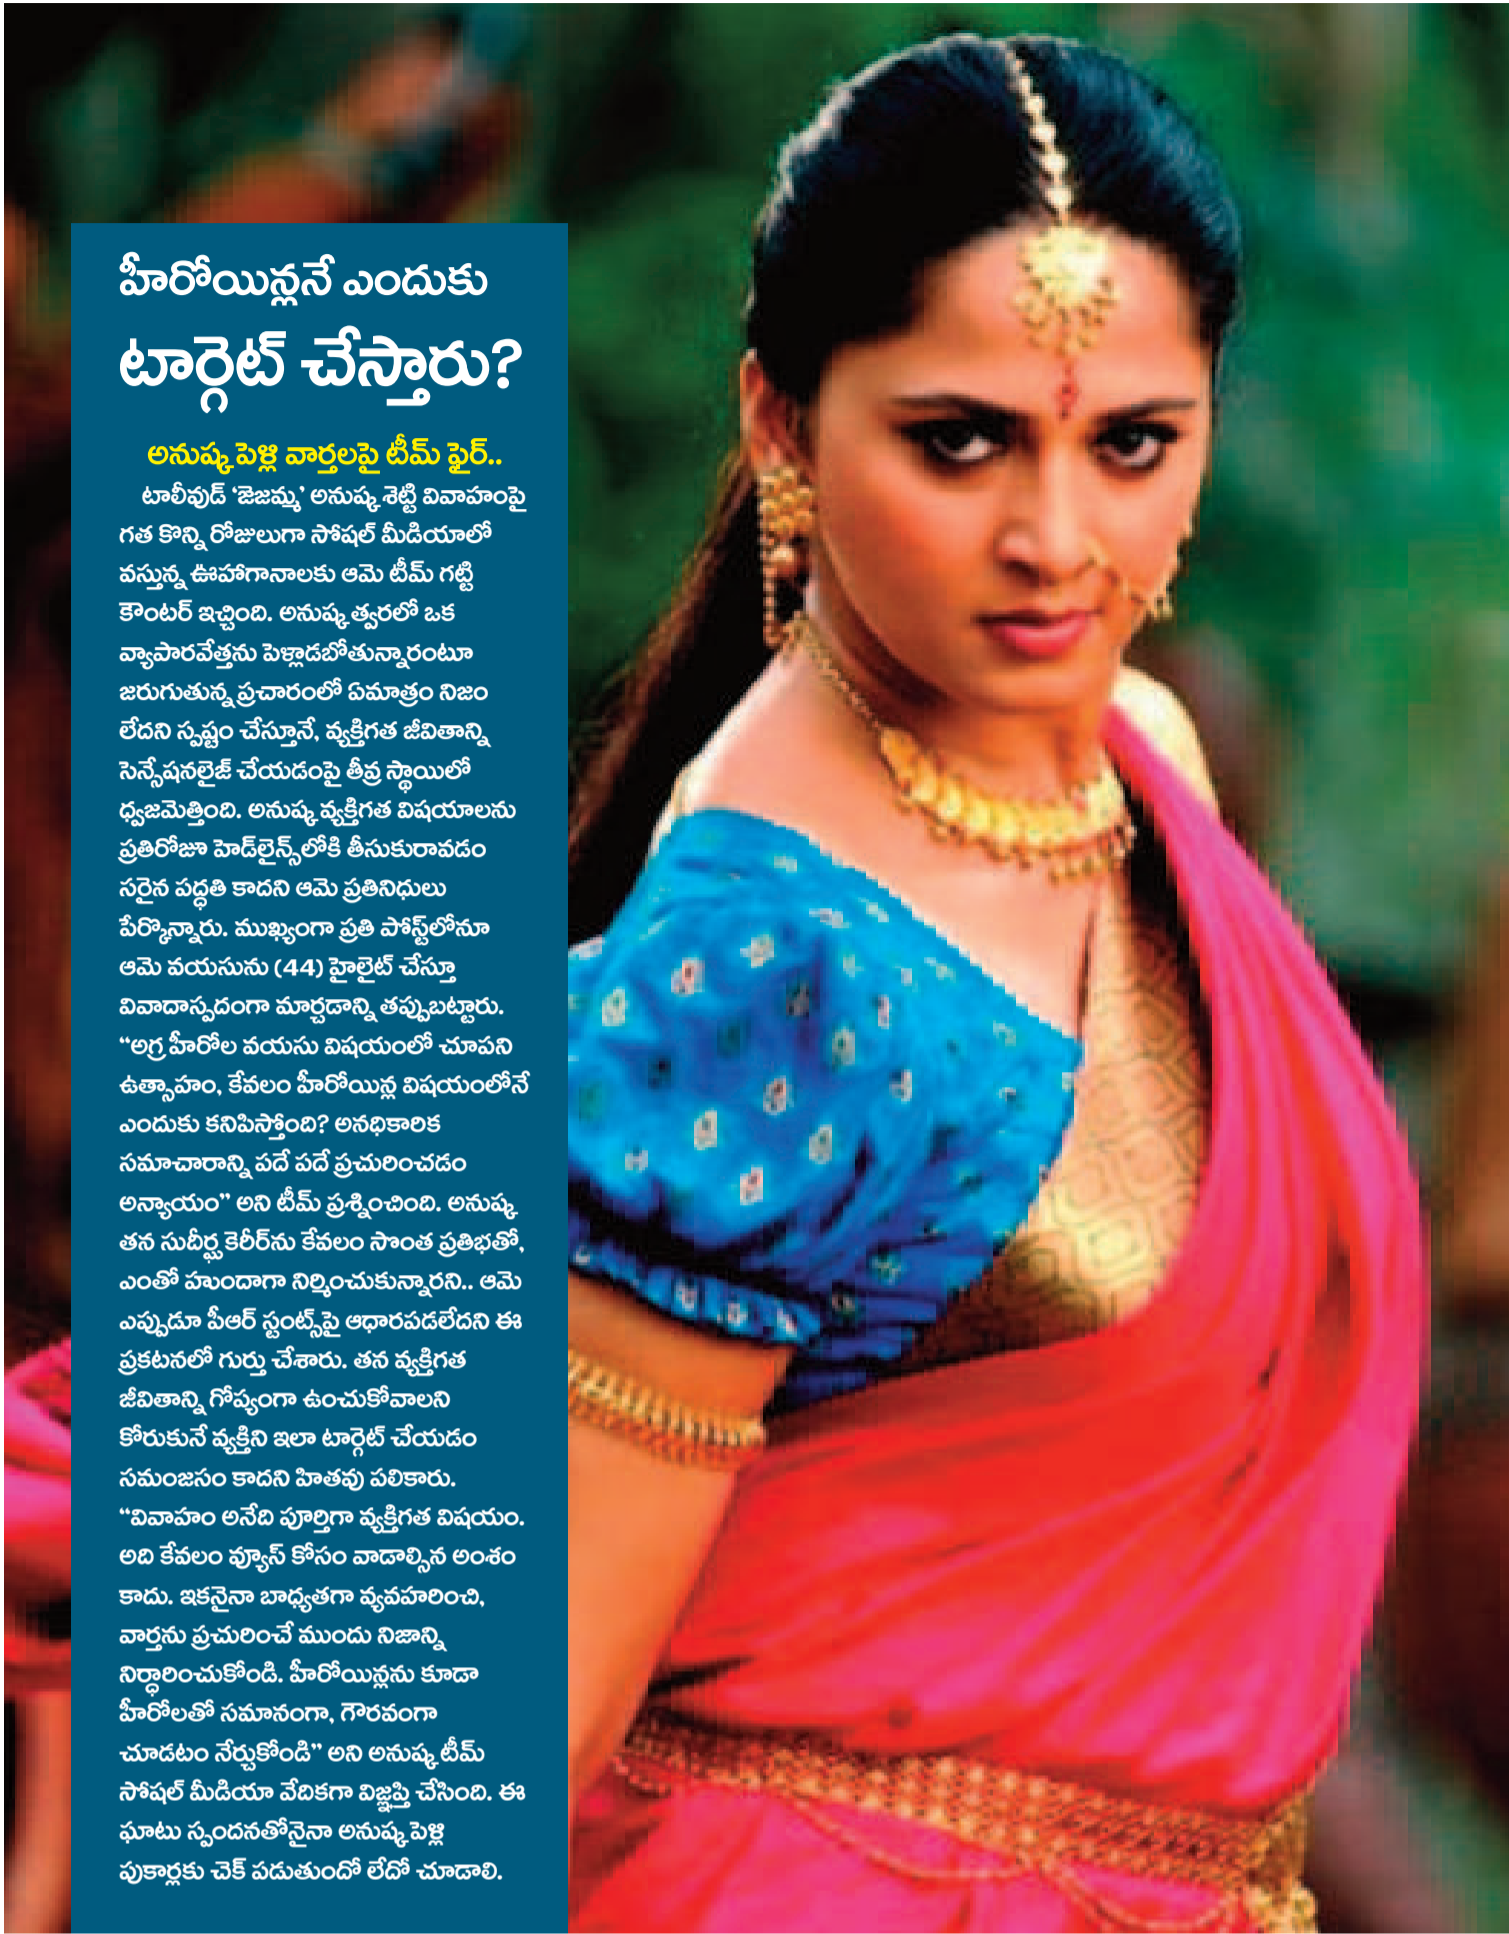 హీరోయిన్లనే ఎందుకు
టార్గెట్ చేస్తారు?
అనుష్క పెళ్లి వార్తలపై టీమ్ ఫైర్..
టాలీవుడ్ ‘జెజమ్మ’ అనుష్క శెట్టి వివాహంపై
గత కొన్ని రోజులుగా సోషల్ మీడియాలో
వస్తున్న ఊహాగానాలకు ఆమె టీమ్ గట్టి
కౌంటర్ ఇచ్చింది. అనుష్క త్వరలో ఒక
వ్యాపారవేత్తను పెళ్లాడబోతున్నారంటూ
జరుగుతున్న ప్రచారంలో ఏమాత్రం నిజం
లేదని స్పష్టం చేస్తూనే, వ్యక్తిగత జీవితాన్ని
సెన్సేషనలైజ్ చేయడంపై తీవ్ర స్థాయిలో
ధ్వజమెత్తింది. అనుష్క వ్యక్తిగత విషయాలను
ప్రతిరోజూ హెడ్‌లైన్స్‌లోకి తీసుకురావడం
సరైన పద్ధతి కాదని ఆమె ప్రతినిధులు
పేర్కొన్నారు. ముఖ్యంగా ప్రతి పోస్ట్‌లోనూ
ఆమె వయసును (44) హైలైట్ చేస్తూ
వివాదాస్పదంగా మార్చడాన్ని తప్పుబట్టారు.
“అగ్ర హీరోల వయసు విషయంలో చూపని
ఉత్సాహం, కేవలం హీరోయిన్ల విషయంలోనే
ఎందుకు కనిపిస్తోంది? అనధికారిక
సమాచారాన్ని పదే పదే ప్రచురించడం
అన్యాయం” అని టీమ్ ప్రశ్నించింది. అనుష్క
తన సుదీర్ఘ కెరీర్‌ను కేవలం సొంత ప్రతిభతో,
ఎంతో హుందాగా నిర్మించుకున్నారని.. ఆమె
ఎప్పుడూ పీఆర్ స్టంట్స్‌పై ఆధారపడలేదని ఈ
ప్రకటనలో గుర్తు చేశారు. తన వ్యక్తిగత
జీవితాన్ని గోప్యంగా ఉంచుకోవాలని
కోరుకునే వ్యక్తిని ఇలా టార్గెట్ చేయడం
సమంజసం కాదని హితవు పలికారు.
“వివాహం అనేది పూర్తిగా వ్యక్తిగత విషయం.
అది కేవలం వ్యూస్ కోసం వాడాల్సిన అంశం
కాదు. ఇకనైనా బాధ్యతగా వ్యవహరించి,
వార్తను ప్రచురించే ముందు నిజాన్ని
నిర్ధారించుకోండి. హీరోయిన్లను కూడా
హీరోలతో సమానంగా, గౌరవంగా
చూడటం నేర్చుకోండి” అని అనుష్క టీమ్
సోషల్ మీడియా వేదికగా విజ్ఞప్తి చేసింది. ఈ
ఘాటు స్పందనతోనైనా అనుష్క పెళ్లి
పుకార్లకు చెక్ పడుతుందో లేదో చూడాలి.